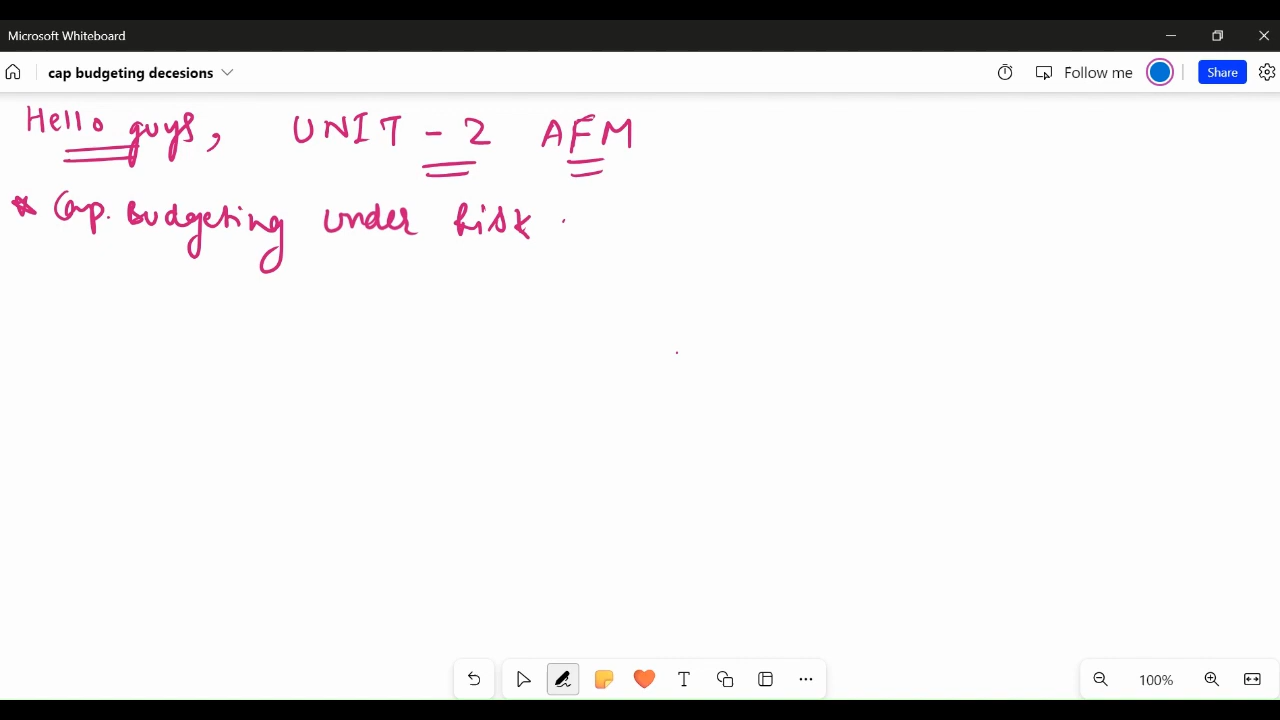 Microsoft Whiteboard
cap budgeting decesions
Follow me
Share
Hello guys, UNIT - 2 AFM
* Cap. Budgeting under Risk
T
100%